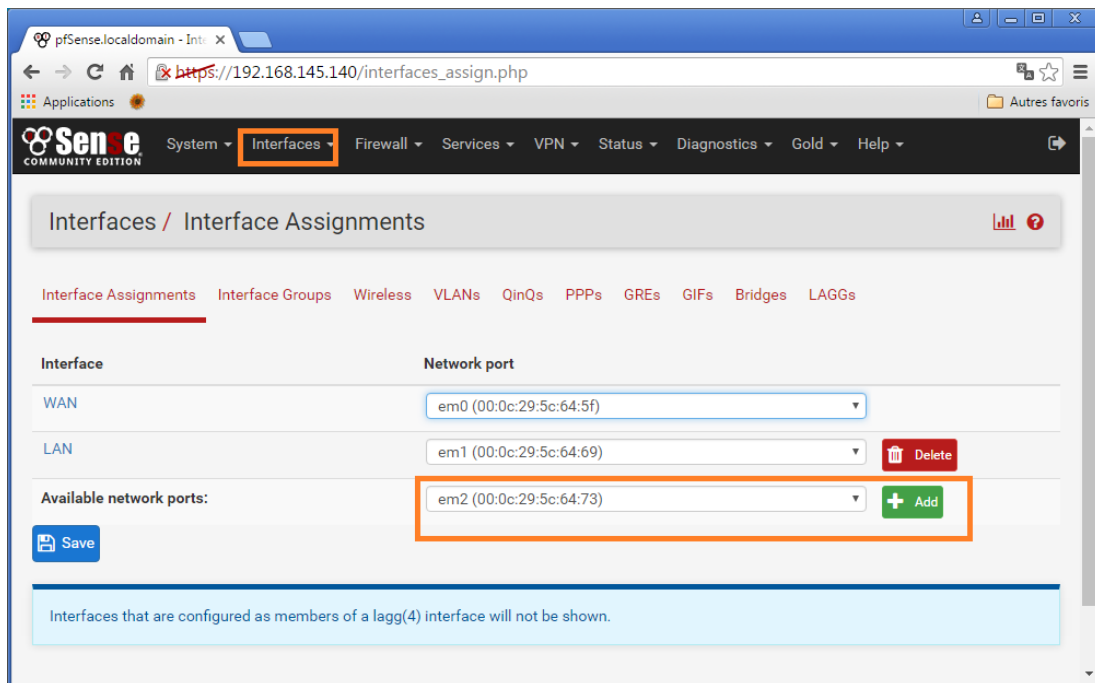 pfSense.localdomain - Inte
https://192.168.145.140/interfaces_assign.php
Applications
Autres favoris
Sense
COMMUNITY EDITION
System Interfaces Firewall Services VPN Status Diagnostics Gold Help
Interfaces / Interface Assignments
Interface Assignments Interface Groups Wireless VLANs QinQs PPPs GREs GIFs Bridges LAGGs
Interface Network port
WAN em0 (00:0c:29:5c:64:5f)
LAN em1 (00:0c:29:5c:64:69) Delete
Available network ports: em2 (00:0c:29:5c:64:73) Add
Save
Interfaces that are configured as members of a lagg(4) interface will not be shown.